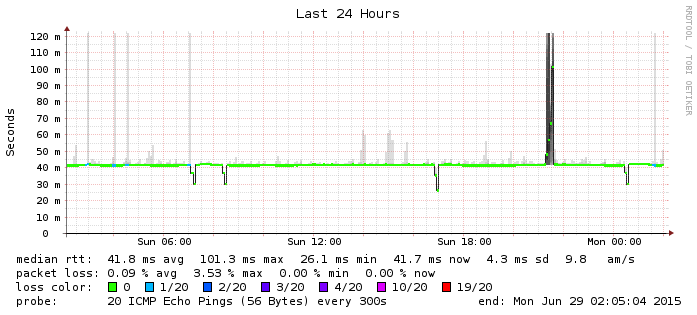 Last 24 Hours
RRDTOOL / TOBI OETIKER
Seconds
120 m
110 m
100 m
90 m
80 m
70 m
60 m
50 m
40 m
30 m
20 m
10 m
0
Sun 06:00 Sun 12:00 Sun 18:00 Mon 00:00
median rtt: 41.8 ms avg 101.3 ms max 26.1 ms min 41.7 ms now 4.3 ms sd 9.8 am/s
packet loss: 0.09 % avg 3.53 % max 0.00 % min 0.00 % now
loss color: 0 1/20 2/20 3/20 4/20 10/20 19/20
probe: 20 ICMP Echo Pings (56 Bytes) every 300s end: Mon Jun 29 02:05:04 2015